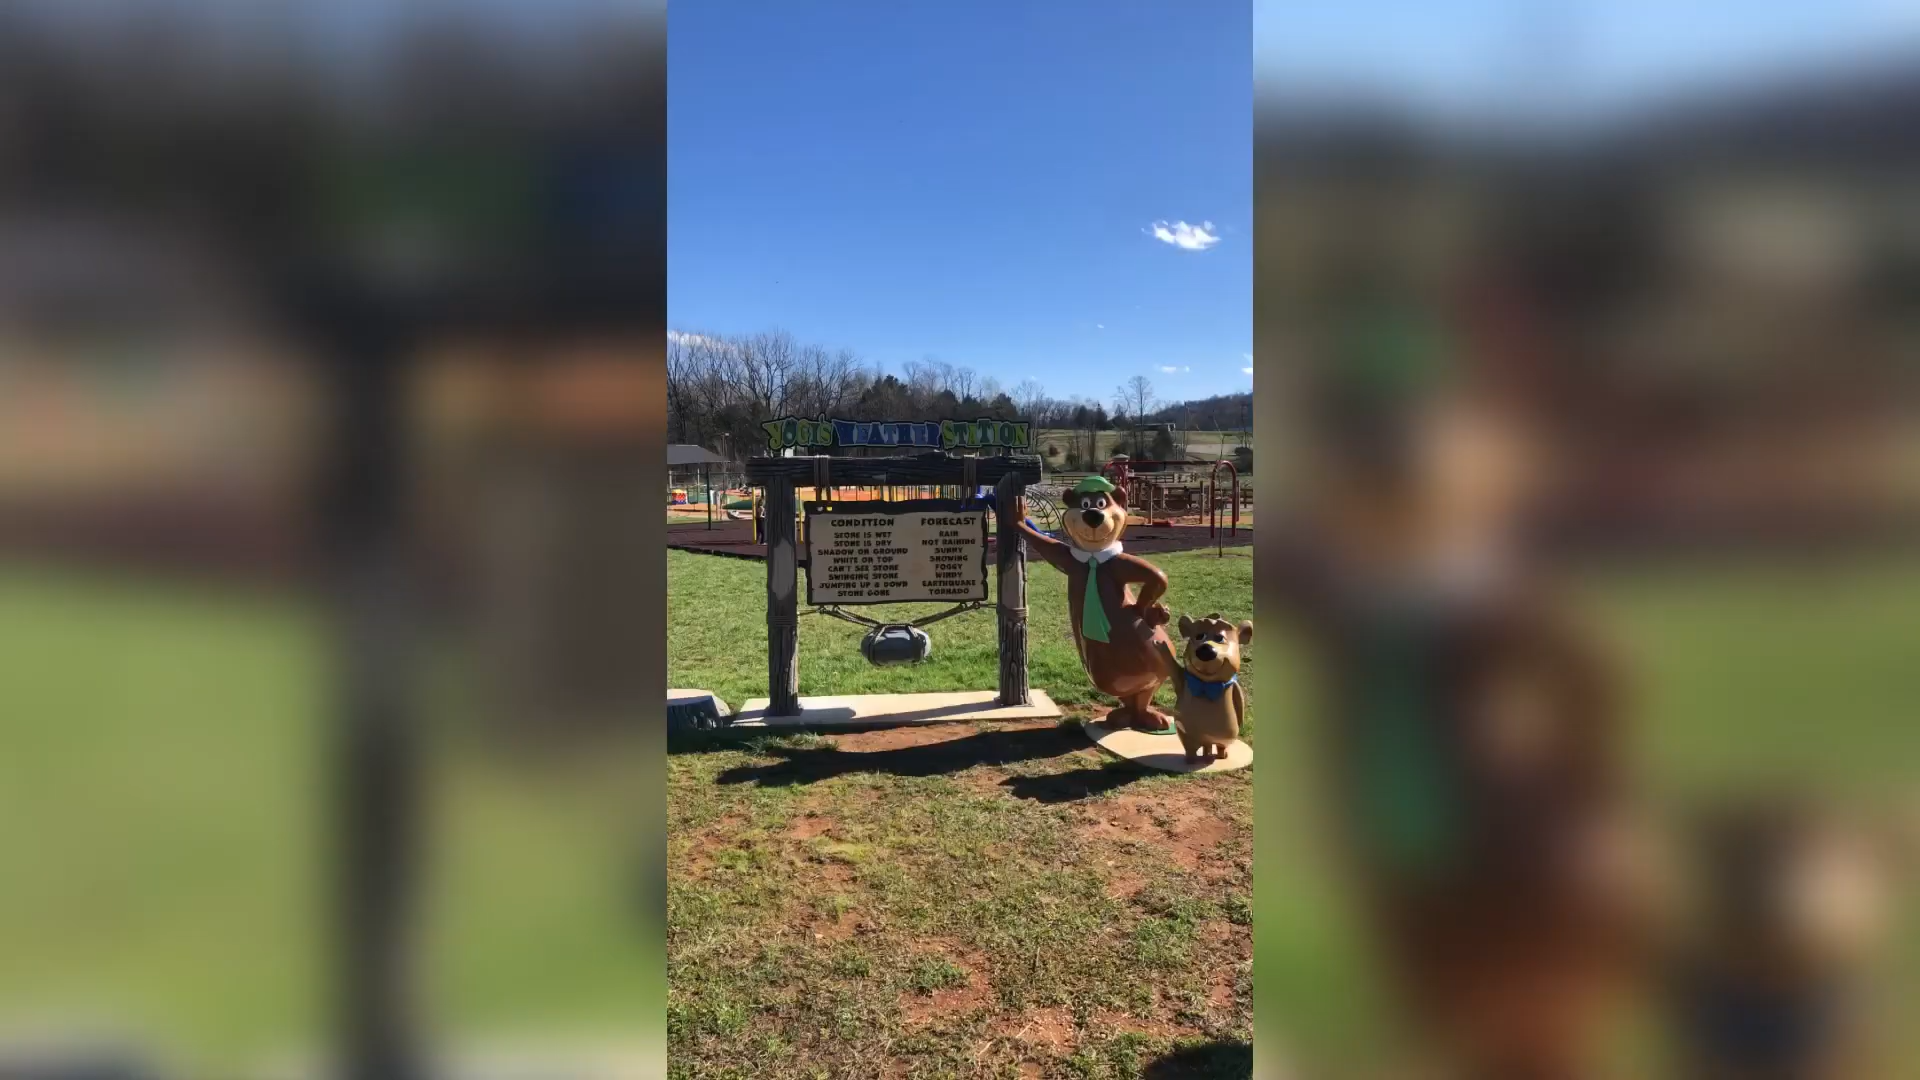 YOGI'S WEATHER STATION
CONDITION FORECAST
STONE IS WET RAIN
STONE IS DRY NOT RAINING
SHADOW ON GROUND SUNNY
WHITE ON TOP SNOWING
CAN'T SEE STONE FOGGY
SWINGING STONE WINDY
JUMPING UP & DOWN EARTHQUAKE
STONE GONE TORNADO